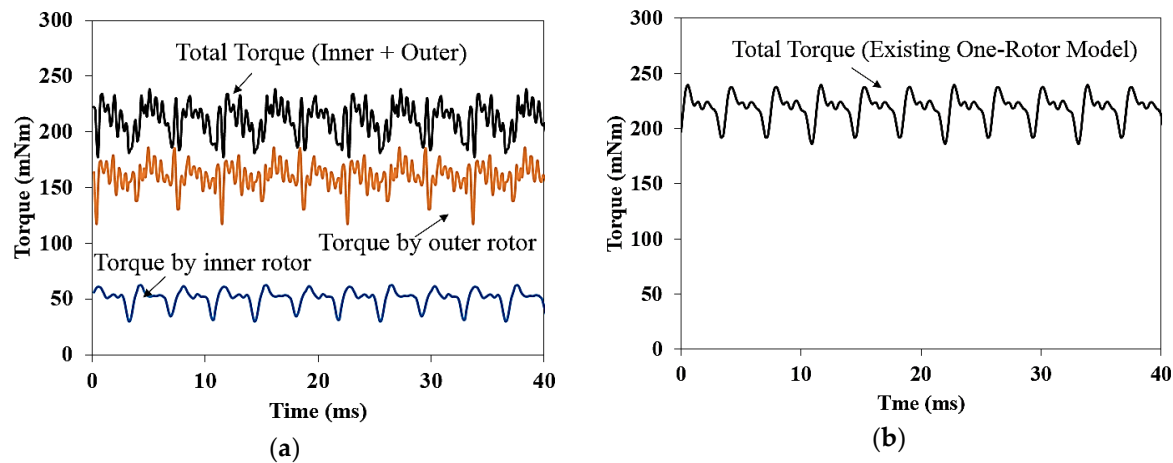 300
250
200
150
100
50
0
Torque (mNm)
Total Torque (Inner + Outer)
Torque by outer rotor
Torque by inner rotor
0 10 20 30 40
Time (ms)
(a)
300
250
200
150
100
50
0
Torque (mNm)
Total Torque (Existing One-Rotor Model)
0 10 20 30 40
Tme (ms)
(b)